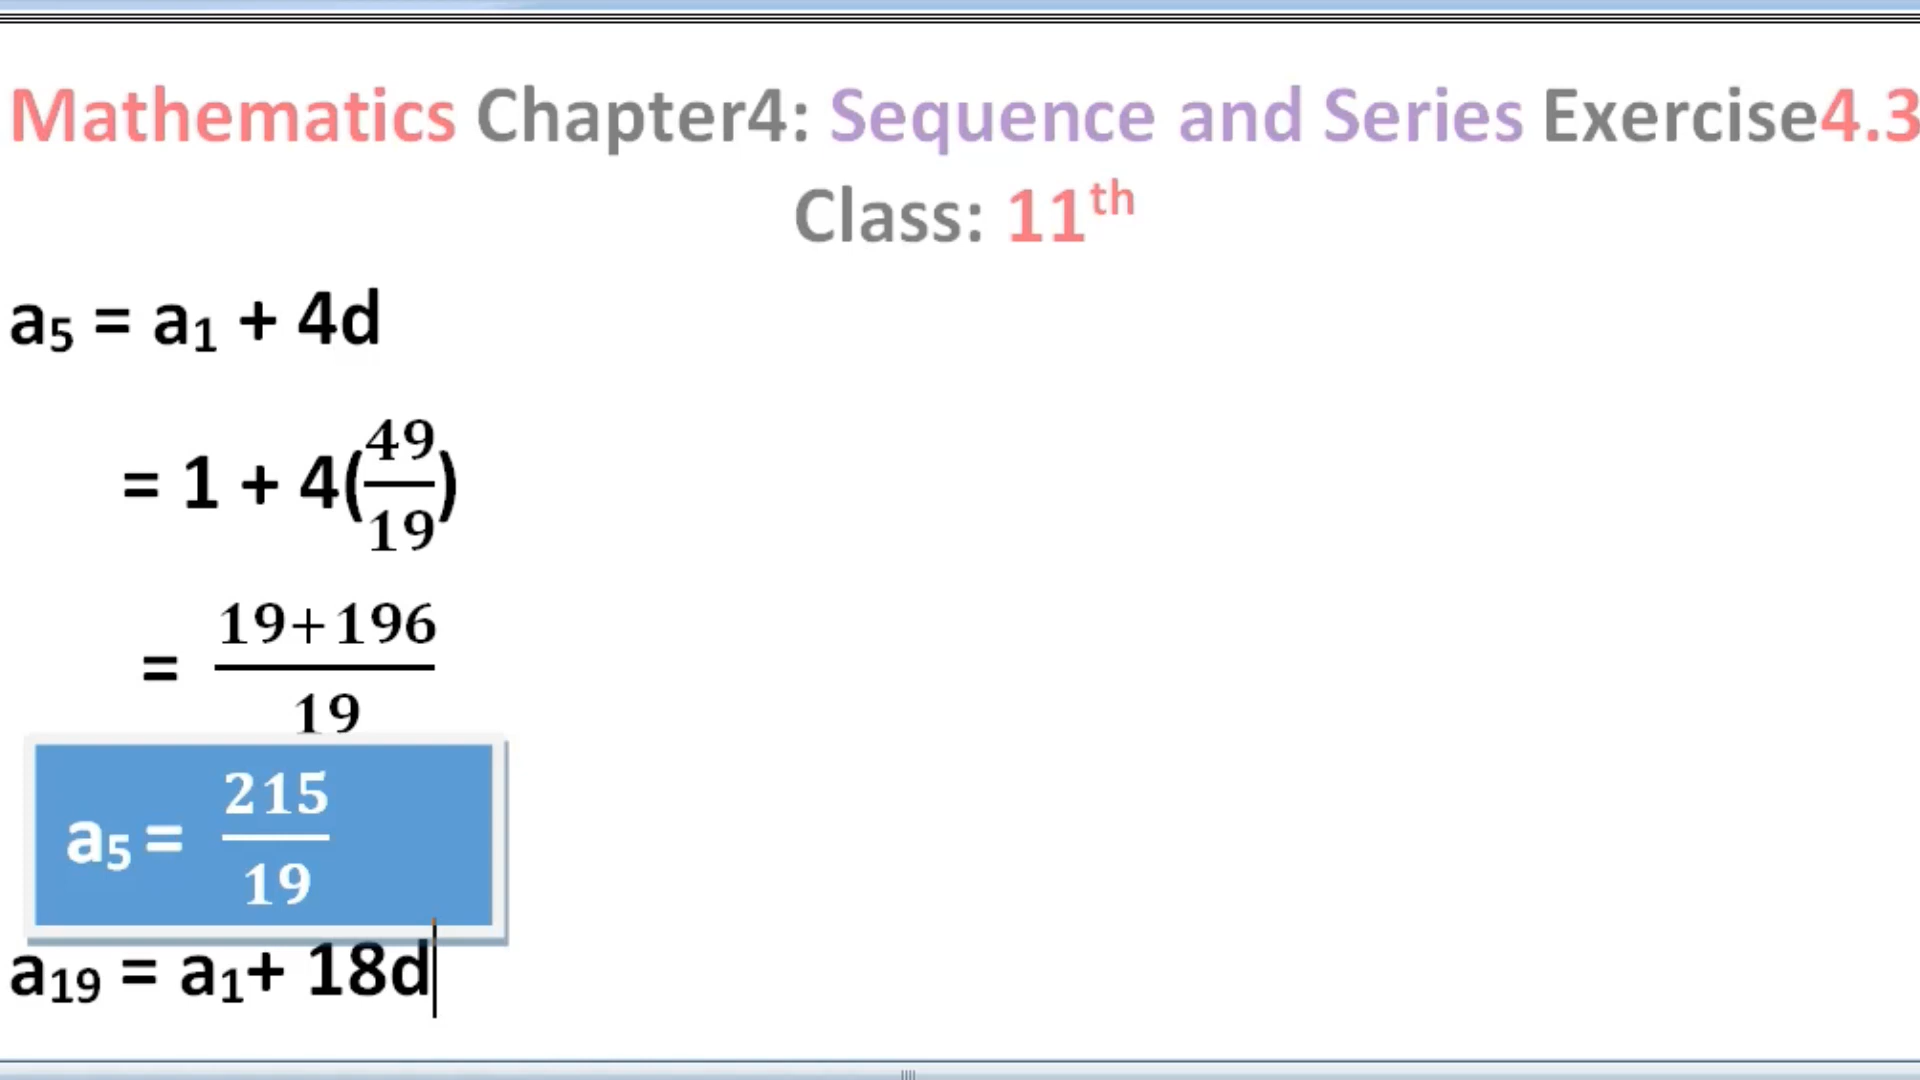 Mathematics Chapter4: Sequence and Series Exercise4.3
Class: 11th
a₅ = a₁ + 4d
= 1 + 4(49/19)
= 19+196/19
a₅ = 215/19
a₁₉ = a₁+ 18d